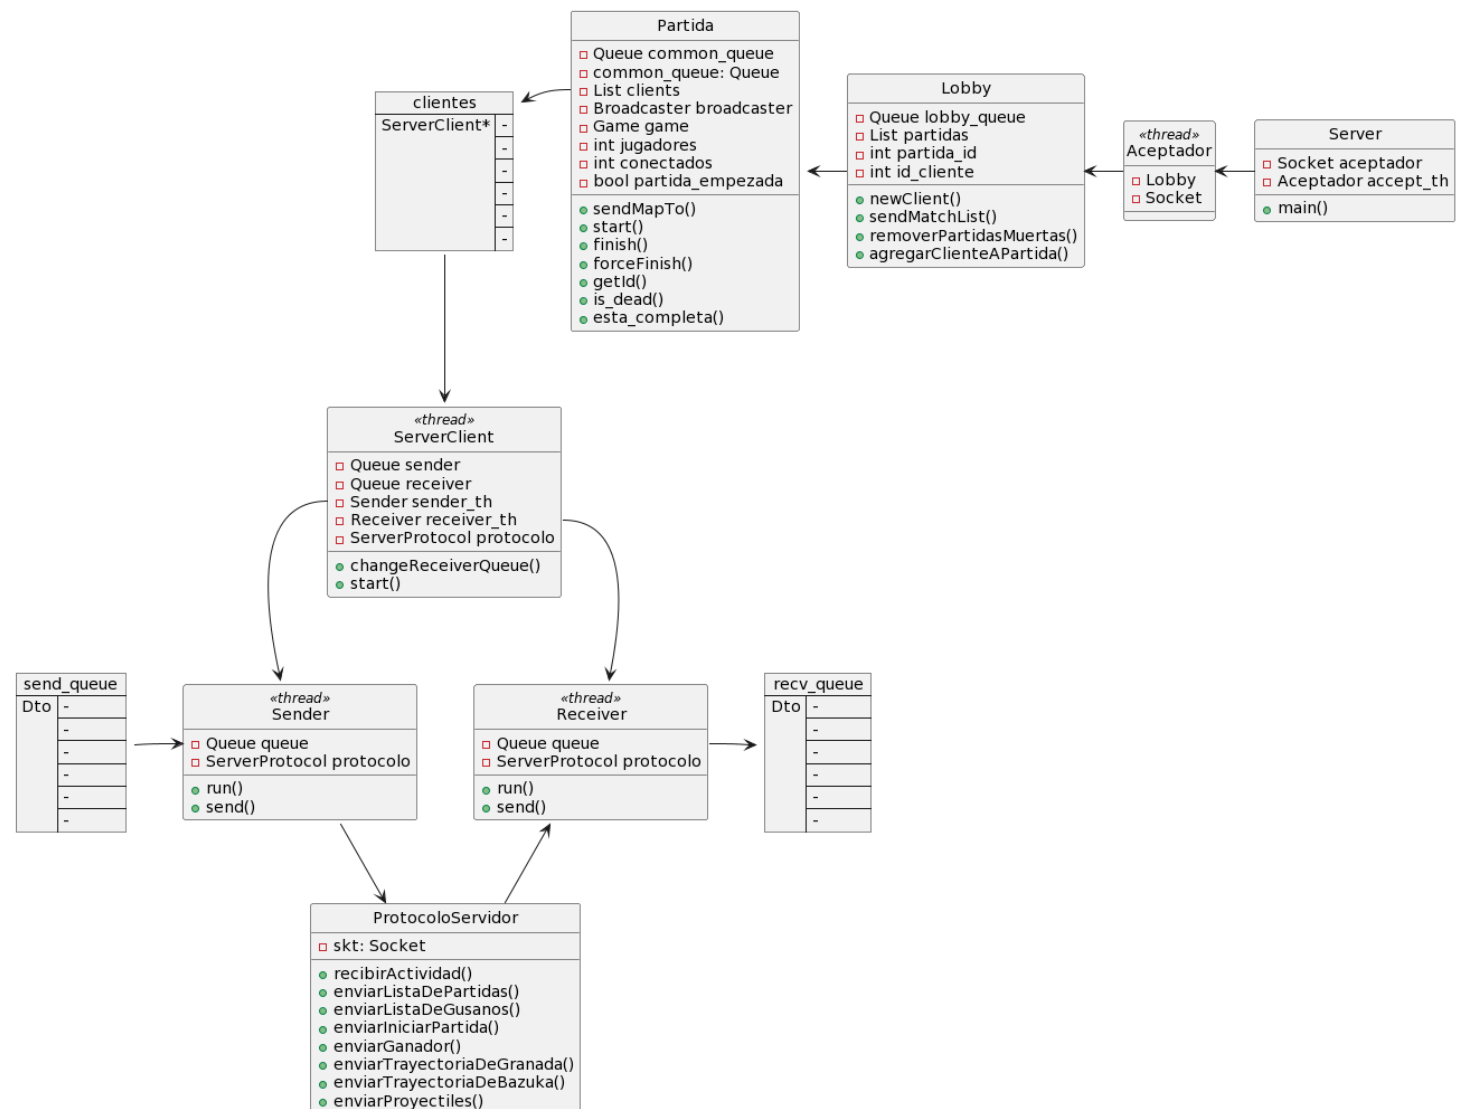 Partida
Queue common_queue
common_queue: Queue
List clients
Broadcaster broadcaster
Game game
int jugadores
int conectados
bool partida_empezada
sendMapTo()
start()
finish()
forceFinish()
getId()
is_dead()
esta_completa()
clientes
ServerClient* -
-
-
-
-
-
Lobby
Queue lobby_queue
List partidas
int partida_id
int id_cliente
newClient()
sendMatchList()
removerPartidasMuertas()
agregarClienteAPartida()
«thread»
Aceptador
Lobby
Socket
Server
Socket aceptador
Aceptador accept_th
main()
«thread»
ServerClient
Queue sender
Queue receiver
Sender sender_th
Receiver receiver_th
ServerProtocol protocolo
changeReceiverQueue()
start()
send_queue
Dto -
-
-
-
-
-
«thread»
Sender
Queue queue
ServerProtocol protocolo
run()
send()
«thread»
Receiver
Queue queue
ServerProtocol protocolo
run()
send()
recv_queue
Dto -
-
-
-
-
-
ProtocoloServidor
skt: Socket
recibirActividad()
enviarListaDePartidas()
enviarListaDeGusanos()
enviarIniciarPartida()
enviarGanador()
enviarTrayectoriaDeGranada()
enviarTrayectoriaDeBazuka()
enviarProyectiles()